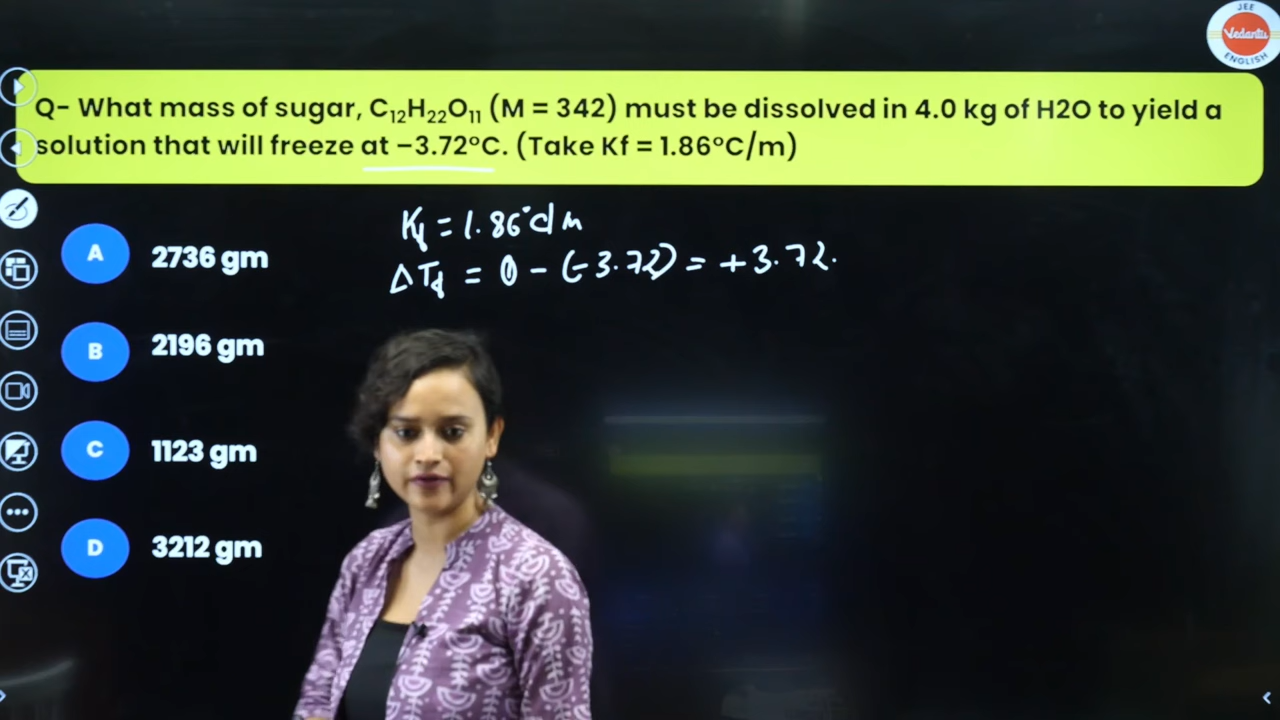 JEE
Vedantu
ENGLISH
Q- What mass of sugar, C₁₂H₂₂O₁₁ (M = 342) must be dissolved in 4.0 kg of H2O to yield a
solution that will freeze at –3.72°C. (Take Kf = 1.86°C/m)
K_f = 1.86°c/m
ΔT_f = 0 - (-3.72) = +3.72.
A 2736 gm
B 2196 gm
C 1123 gm
D 3212 gm